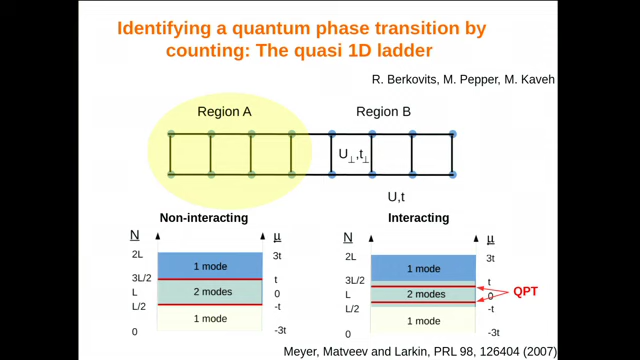 Identifying a quantum phase transition by
counting: The quasi 1D ladder
R. Berkovits, M. Pepper, M. Kaveh
Region A
Region B
U⊥,t⊥
U,t
Non-interacting
N
μ
2L
3t
1 mode
3L/2
t
L
2 modes
0
L/2
-t
1 mode
0
-3t
Interacting
N
μ
2L
3t
1 mode
3L/2
t
L
2 modes
0
QPT
L/2
-t
1 mode
0
-3t
Meyer, Matveev and Larkin, PRL 98, 126404 (2007)